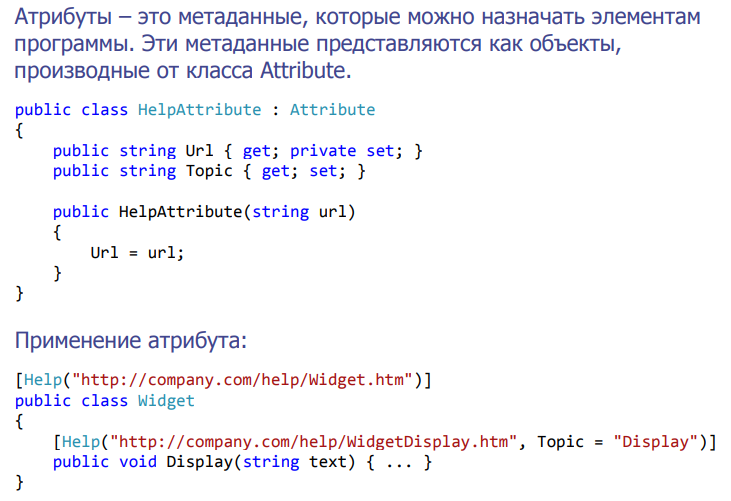 Атрибуты – это метаданные, которые можно назначать элементам
программы. Эти метаданные представляются как объекты,
производные от класса Attribute.
public class HelpAttribute : Attribute
{
    public string Url { get; private set; }
    public string Topic { get; set; }
    public HelpAttribute(string url)
    {
        Url = url;
    }
}
Применение атрибута:
[Help("http://company.com/help/Widget.htm")]
public class Widget
{
    [Help("http://company.com/help/WidgetDisplay.htm", Topic = "Display")]
    public void Display(string text) { ... }
}